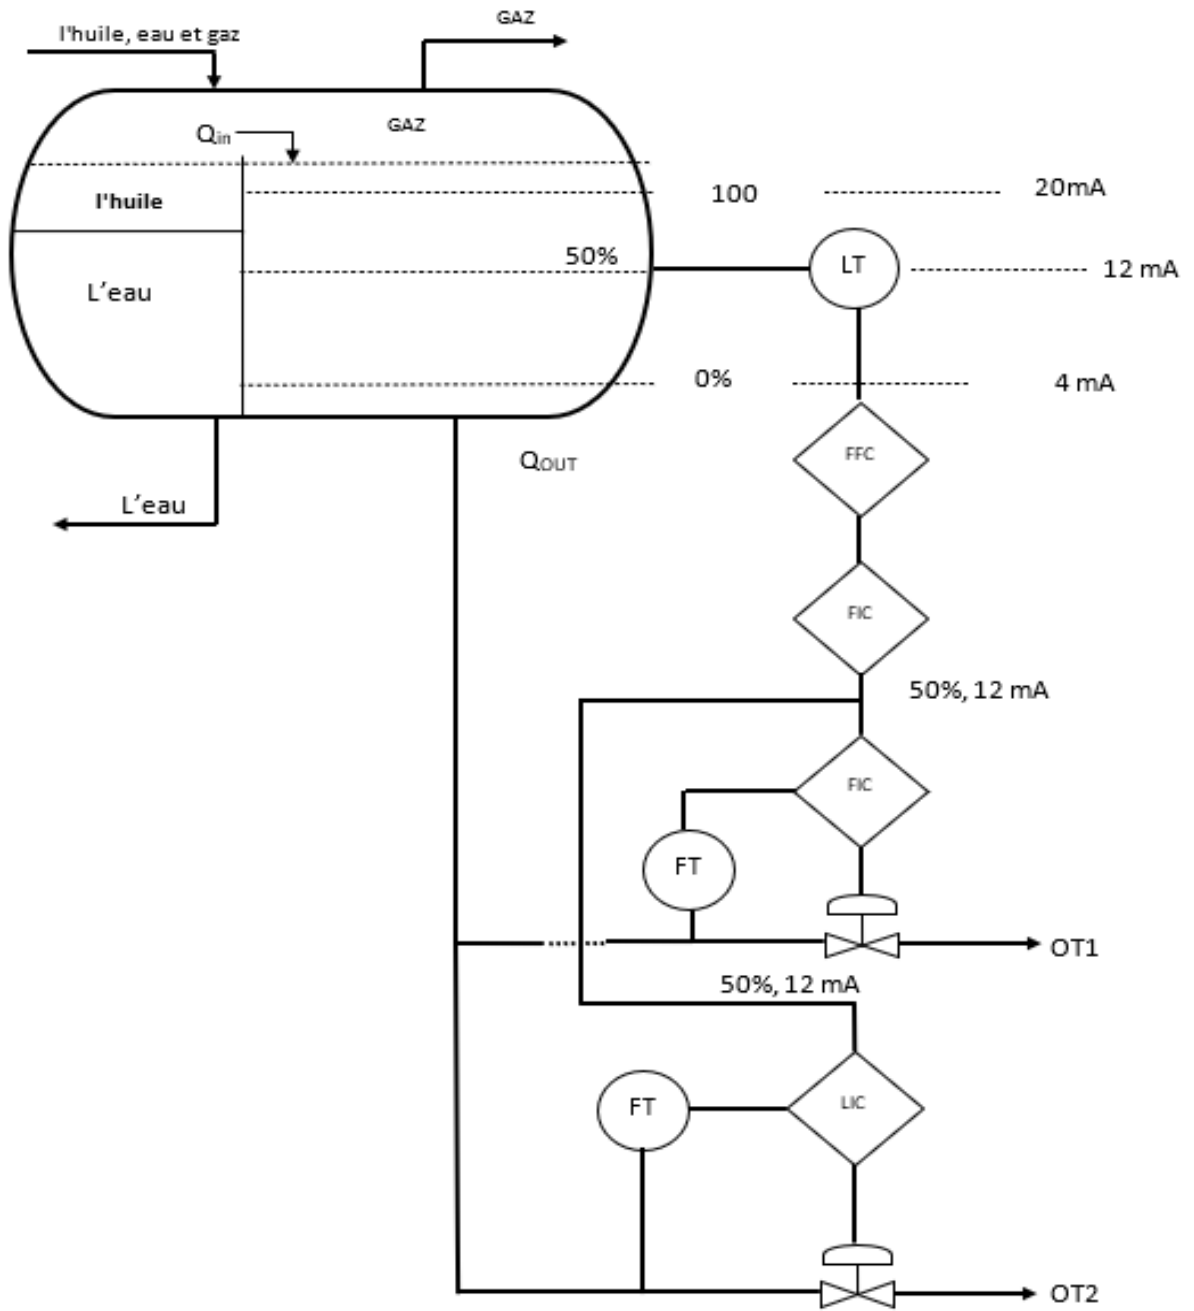 GAZ
l'huile, eau et gaz
GAZ
Qin
l'huile
100
20mA
50%
LT
12 mA
L'eau
0%
4 mA
FFC
QOUT
L'eau
FIC
50%, 12 mA
FIC
FT
OT1
50%, 12 mA
FT
LIC
OT2